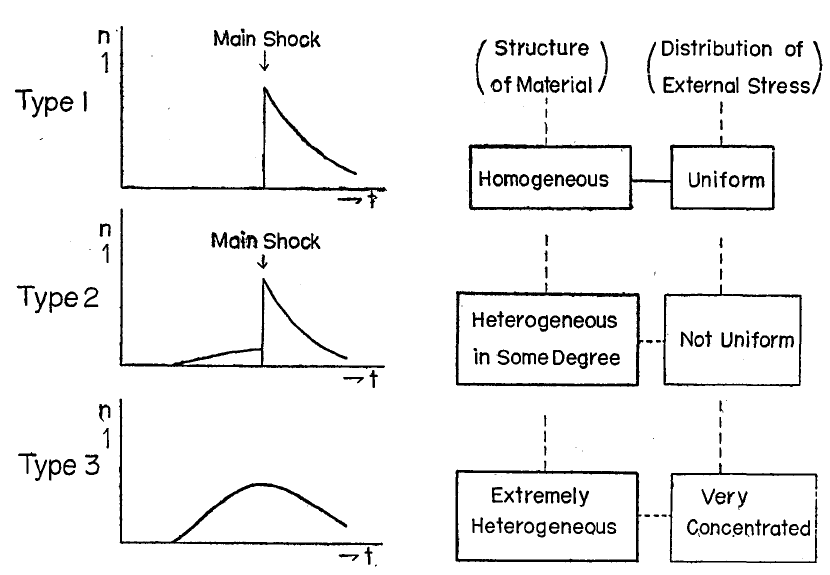 n
1
Main Shock
Type 1
→ t
(Structure
of Material)
(Distribution of
External Stress)
Homogeneous
Uniform
n
1
Main Shock
Type 2
→ t
Heterogeneous
in Some Degree
Not Uniform
n
1
Type 3
→ t
Extremely
Heterogeneous
Very
Concentrated